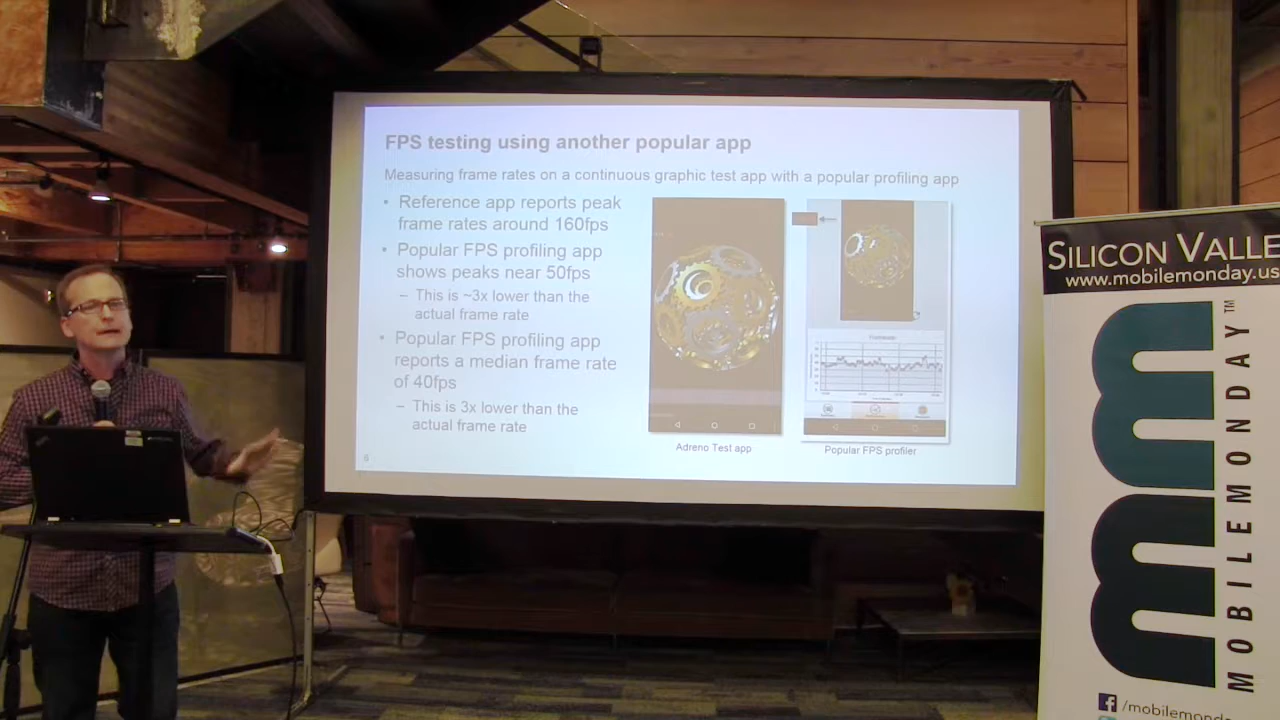 FPS testing using another popular app
Measuring frame rates on a continuous graphic test app with a popular profiling app
• Reference app reports peak
frame rates around 160fps
• Popular FPS profiling app
shows peaks near 50fps
– This is ~3x lower than the
actual frame rate
• Popular FPS profiling app
reports a median frame rate
of 40fps
– This is 3x lower than the
actual frame rate
Adreno Test app
Popular FPS profiler
6
SILICON VALLE
www.mobilemonday.us
MOBILEMONDAY™
/mobilemonda